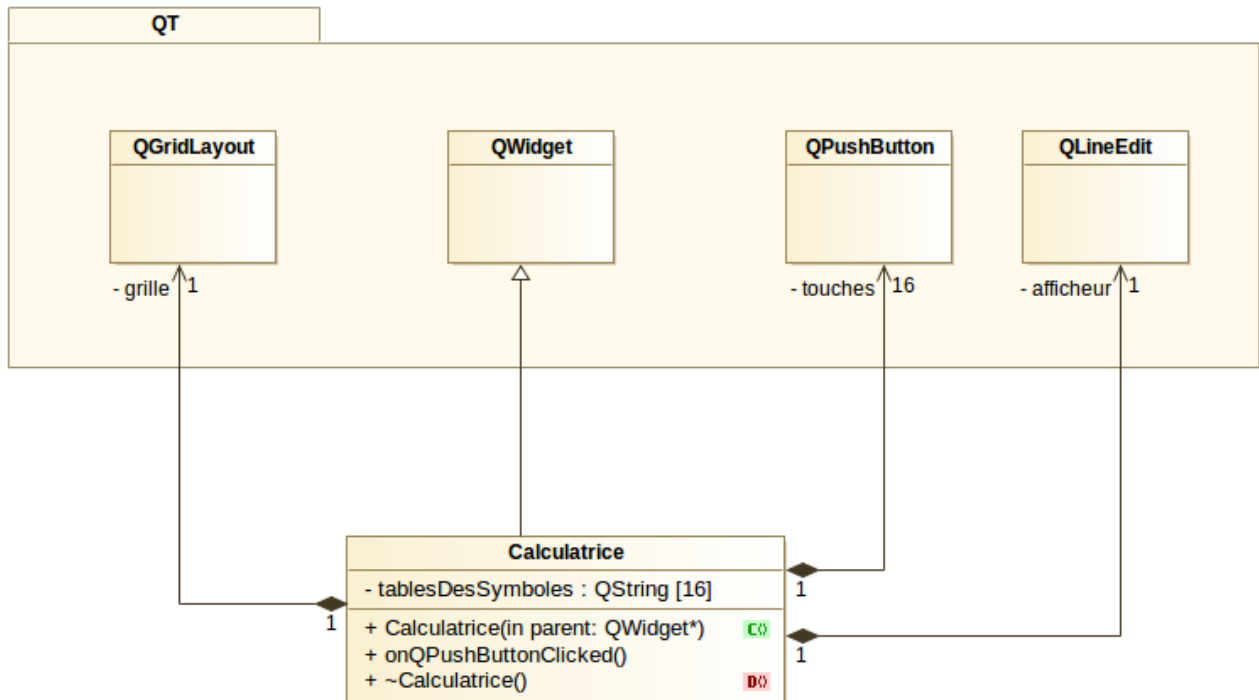 QT
QGridLayout
QWidget
QPushButton
QLineEdit
- grille 1
- touches 16
- afficheur 1
Calculatrice
- tablesDesSymboles : QString [16]
1
1
+ Calculatrice(in parent: QWidget*) C()
+ onQPushButtonClicked()
1
+ ~Calculatrice() D()